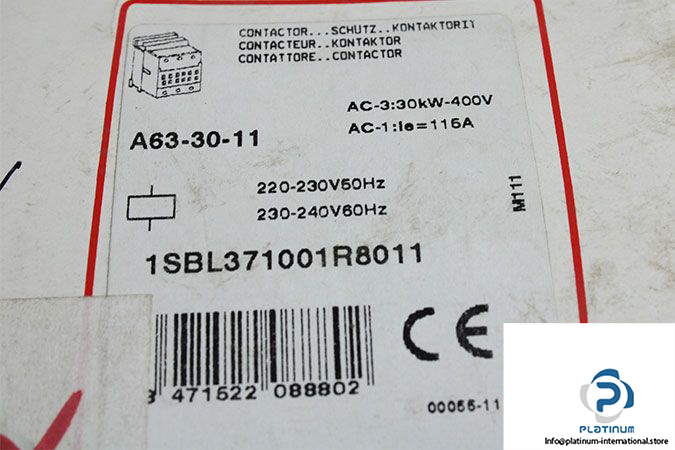 CONTACTOR...SCHUTZ..KONTAKTORIT
CONTACTEUR..KONTAKTOR
CONTATTORE..CONTACTOR
AC-3:30kW-400V
AC-1:Ie=115A
A63-30-11
220-230V50Hz
230-240V60Hz
M111
1SBL371001R8011
CE
471522 088802
00055-11
PLATINUM
Info@platinum-international.store